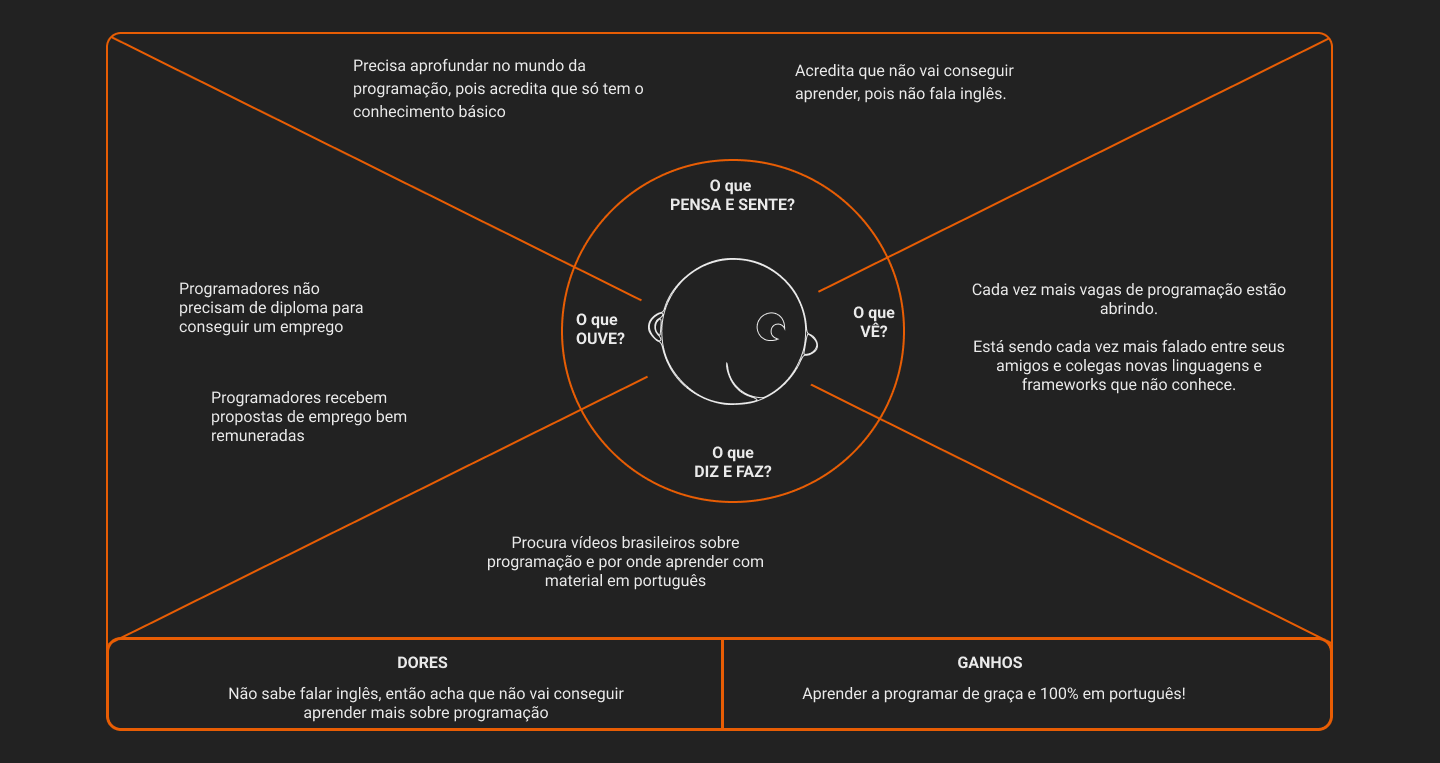 Precisa aprofundar no mundo da
programação, pois acredita que só tem o
conhecimento básico
Acredita que não vai conseguir
aprender, pois não fala inglês.
O que
PENSA E SENTE?
Programadores não
precisam de diploma para
conseguir um emprego
Programadores recebem
propostas de emprego bem
remuneradas
O que
OUVE?
O que
VÊ?
Cada vez mais vagas de programação estão
abrindo.
Está sendo cada vez mais falado entre seus
amigos e colegas novas linguagens e
frameworks que não conhece.
O que
DIZ E FAZ?
Procura vídeos brasileiros sobre
programação e por onde aprender com
material em português
DORES
Não sabe falar inglês, então acha que não vai conseguir
aprender mais sobre programação
GANHOS
Aprender a programar de graça e 100% em português!